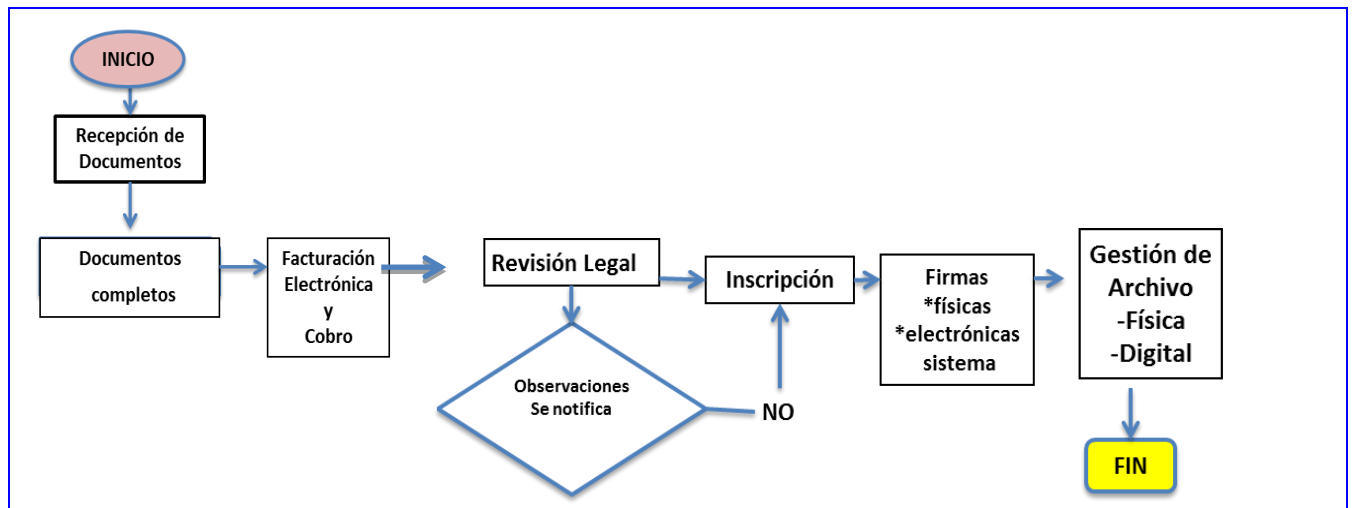 INICIO
Recepción de
Documentos
Documentos
completos
Facturación
Electrónica
y
Cobro
Revisión Legal
Observaciones
Se notifica
NO
Inscripción
Firmas
*físicas
*electrónicas
sistema
Gestión de
Archivo
-Física
-Digital
FIN